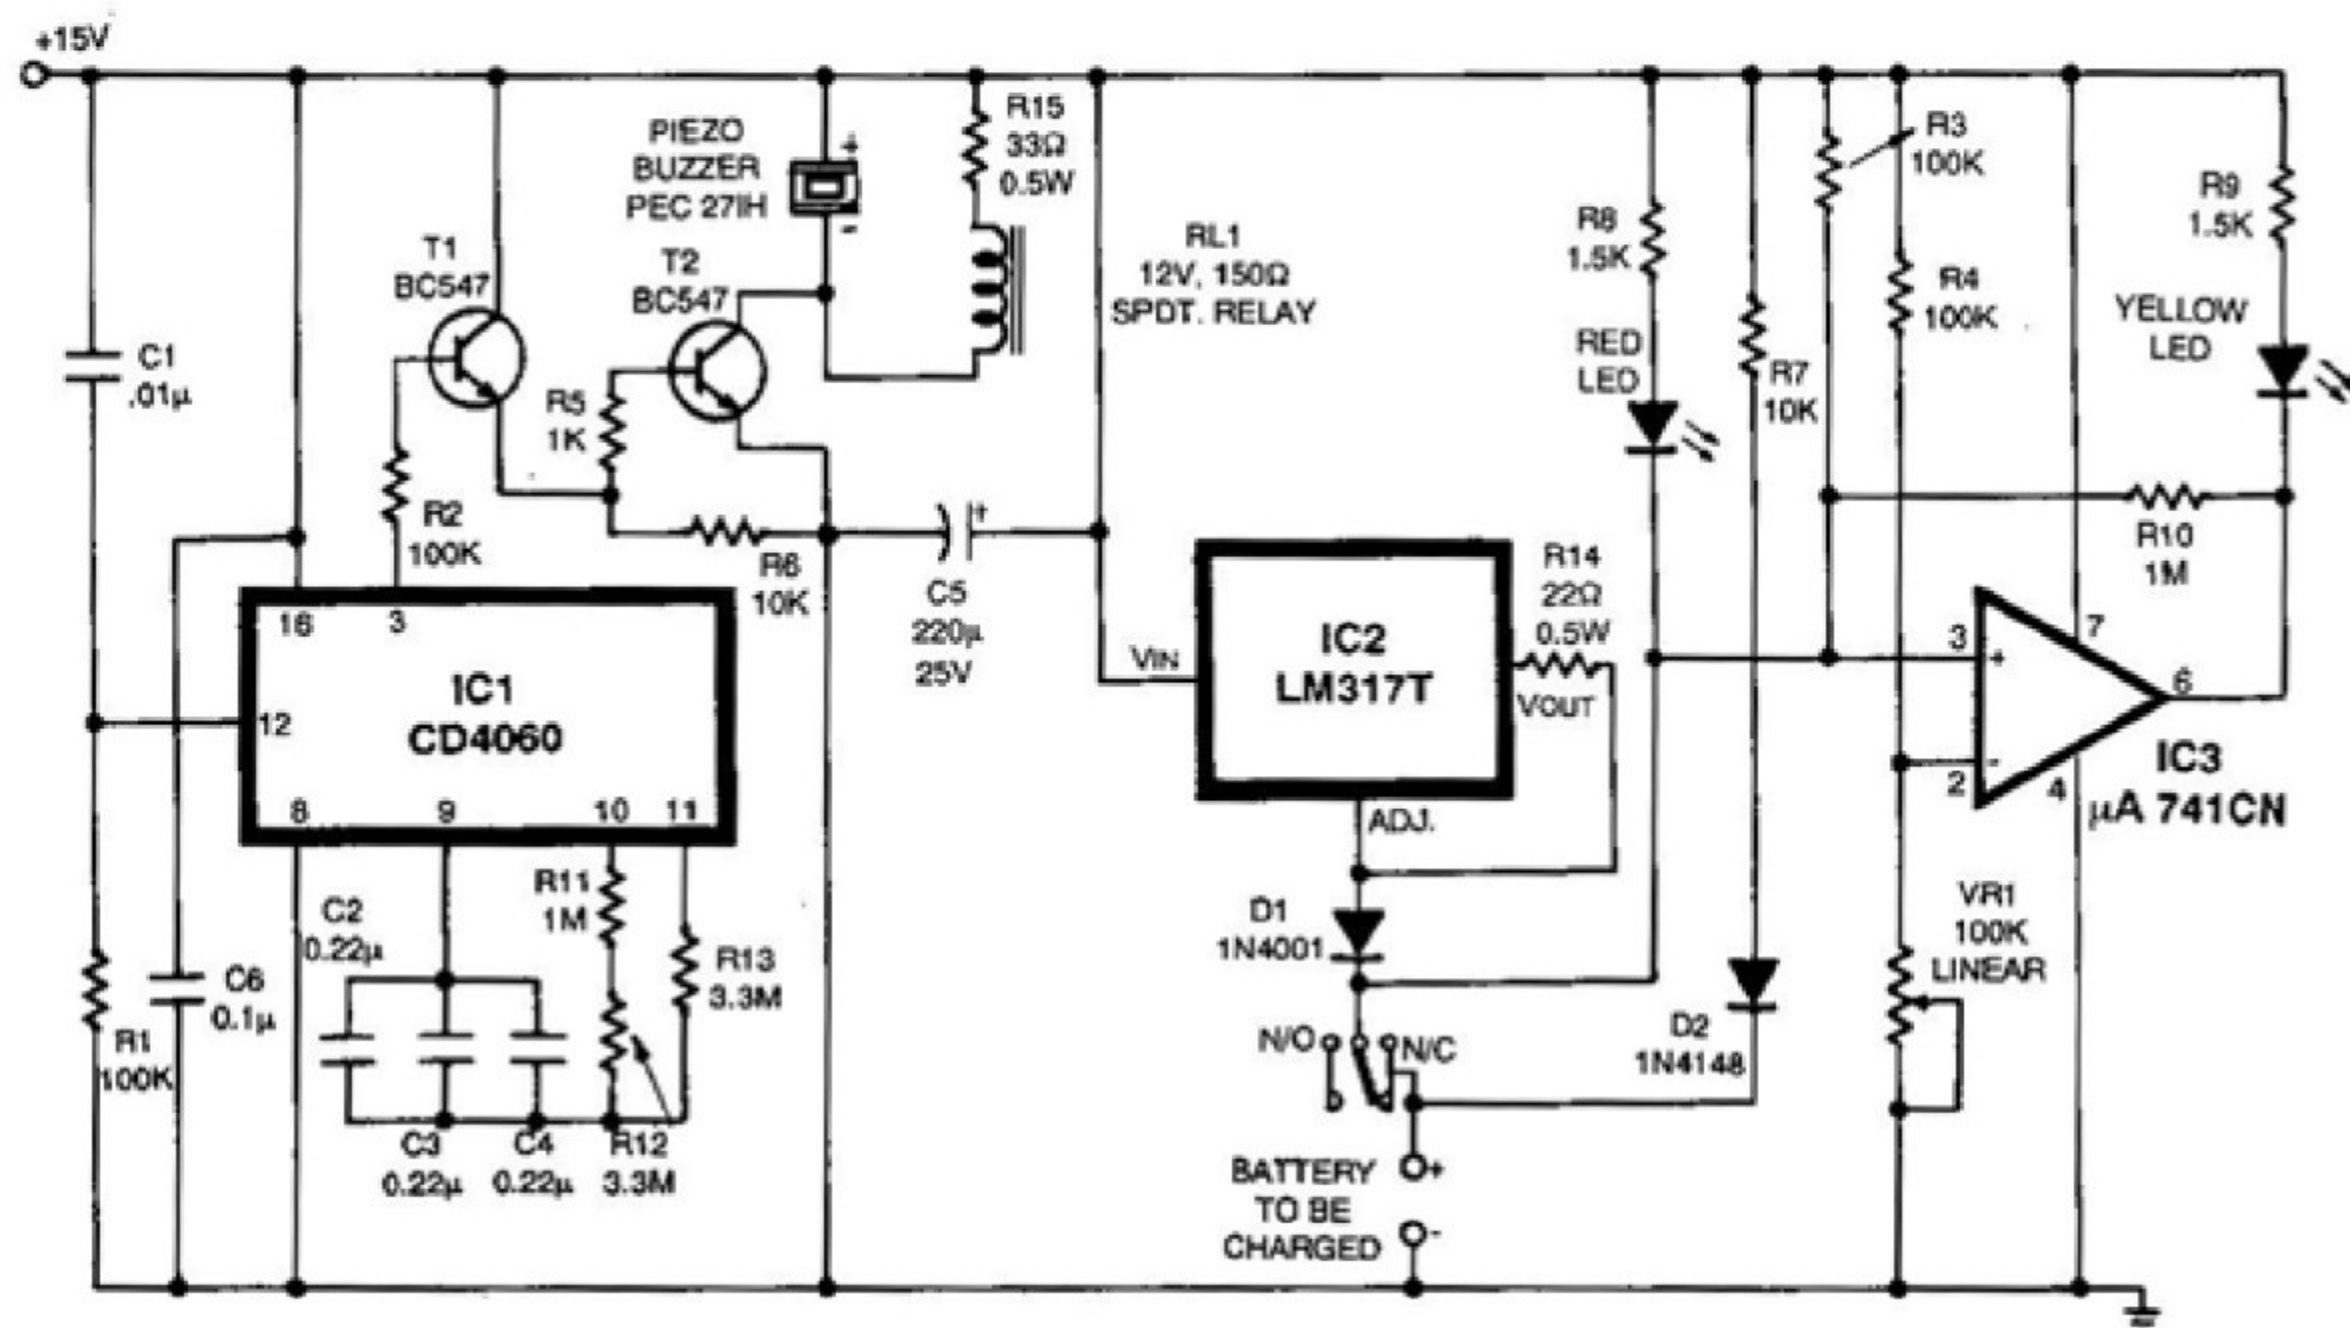 +15V
C1
.01µ
R1
100K
C6
0.1µ
T1
BC547
R2
100K
PIEZO
BUZZER
PEC 27IH
+
-
T2
BC547
R5
1K
R6
10K
R15
33Ω
0.5W
RL1
12V, 150Ω
SPDT. RELAY
+
C5
220µ
25V
16
3
IC1
CD4060
12
8
9
10
11
C2
0.22µ
R11
1M
R13
3.3M
C3
0.22µ
C4
0.22µ
R12
3.3M
VIN
IC2
LM317T
R14
22Ω
0.5W
VOUT
ADJ.
D1
1N4001
N/O
N/C
BATTERY
TO BE
CHARGED
+
-
R8
1.5K
RED
LED
R7
10K
D2
1N4148
R3
100K
R4
100K
R9
1.5K
YELLOW
LED
R10
1M
3
+
7
6
2
-
4
IC3
µA 741CN
VR1
100K
LINEAR